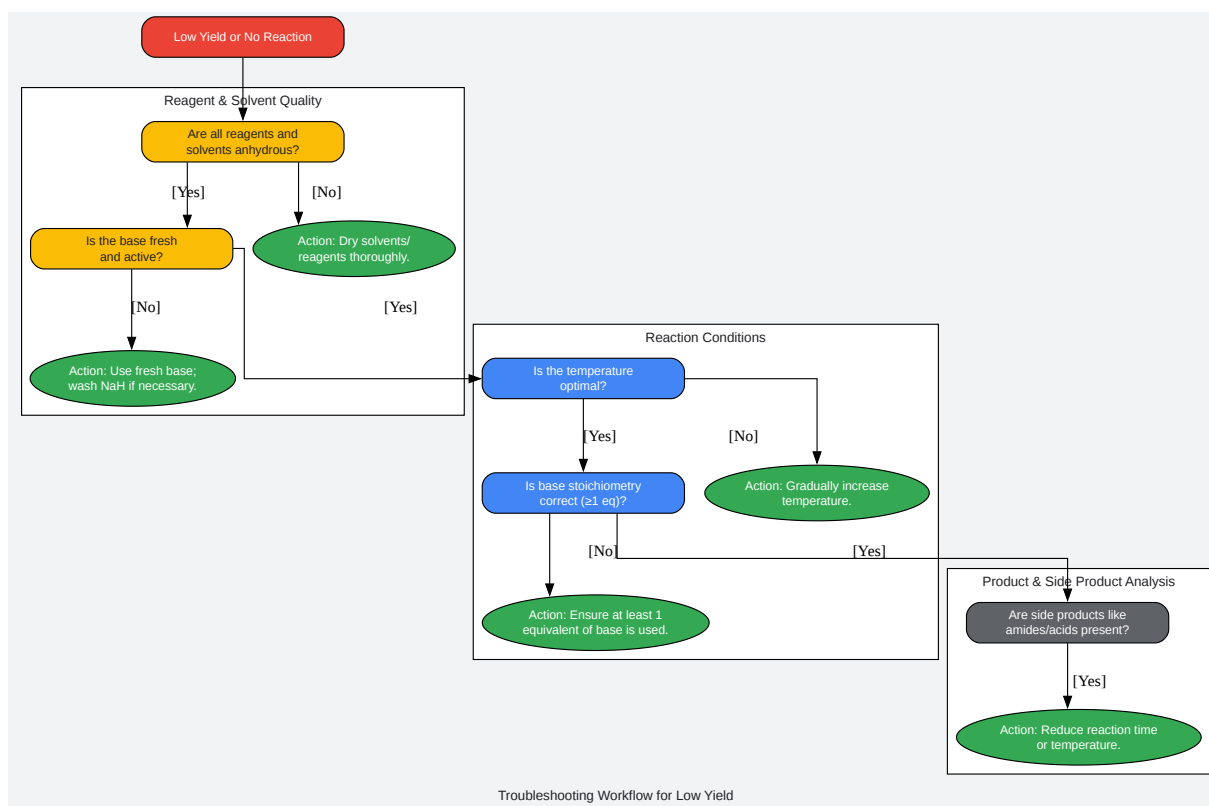 Low Yield or No Reaction
Reagent & Solvent Quality
Are all reagents and
solvents anhydrous?
[Yes]
[No]
Is the base fresh
and active?
Action: Dry solvents/
reagents thoroughly.
[No]
[Yes]
Action: Use fresh base;
wash NaH if necessary.
Reaction Conditions
Is the temperature
optimal?
[Yes]
[No]
Is base stoichiometry
correct (≥1 eq)?
Action: Gradually increase
temperature.
[No]
[Yes]
Action: Ensure at least 1
equivalent of base is used.
Product & Side Product Analysis
Are side products like
amides/acids present?
[Yes]
Action: Reduce reaction time
or temperature.
Troubleshooting Workflow for Low Yield